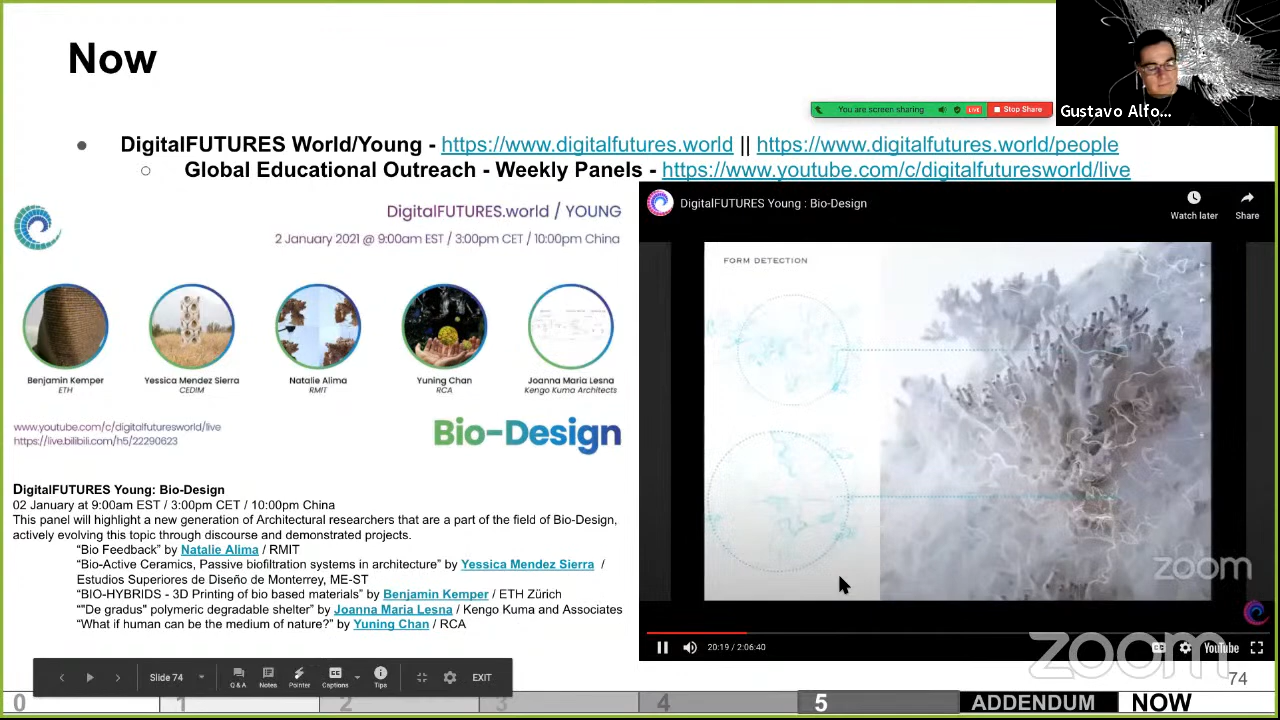 Now
Gustavo Alfo...
You are screen sharing
LIVE
Stop Share
● DigitalFUTURES World/Young - https://www.digitalfutures.world || https://www.digitalfutures.world/people
○ Global Educational Outreach - Weekly Panels - https://www.youtube.com/c/digitalfuturesworld/live
DigitalFUTURES.world / YOUNG
2 January 2021 @ 9:00am EST / 3:00pm CET / 10:00pm China
Benjamin Kemper
ETH
Yessica Mendez Sierra
CEDIM
Natalie Alima
RMIT
Yuning Chan
RCA
Joanna Maria Lesna
Kengo Kuma Architects
www.youtube.com/c/digitalfuturesworld/live
https://live.bilibili.com/h5/22290623
Bio-Design
DigitalFUTURES Young : Bio-Design
Watch later
Share
FORM DETECTION
zoom
20:19 / 2:06:40
YouTube
DigitalFUTURES Young: Bio-Design
02 January at 9:00am EST / 3:00pm CET / 10:00pm China
This panel will highlight a new generation of Architectural researchers that are a part of the field of Bio-Design,
actively evolving this topic through discourse and demonstrated projects.
“Bio Feedback” by Natalie Alima / RMIT
“Bio-Active Ceramics, Passive biofiltration systems in architecture” by Yessica Mendez Sierra /
Estudios Superiores de Diseño de Monterrey, ME-ST
“BIO-HYBRIDS - 3D Printing of bio based materials” by Benjamin Kemper / ETH Zürich
“"De gradus" polymeric degradable shelter” by Joanna Maria Lesna / Kengo Kuma and Associates
“What if human can be the medium of nature?” by Yuning Chan / RCA
Slide 74
Q & A
Notes
Pointer
Captions
Tips
EXIT
zoom
74
0 1 2 3 4 5 ADDENDUM NOW